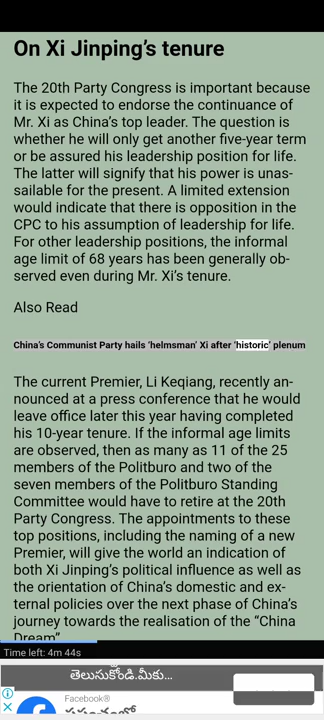 On Xi Jinping’s tenure
The 20th Party Congress is important because
it is expected to endorse the continuance of
Mr. Xi as China’s top leader. The question is
whether he will only get another five-year term
or be assured his leadership position for life.
The latter will signify that his power is unas-
sailable for the present. A limited extension
would indicate that there is opposition in the
CPC to his assumption of leadership for life.
For other leadership positions, the informal
age limit of 68 years has been generally ob-
served even during Mr. Xi’s tenure.
Also Read
China’s Communist Party hails ‘helmsman’ Xi after ‘historic’ plenum
The current Premier, Li Keqiang, recently an-
nounced at a press conference that he would
leave office later this year having completed
his 10-year tenure. If the informal age limits
are observed, then as many as 11 of the 25
members of the Politburo and two of the
seven members of the Politburo Standing
Committee would have to retire at the 20th
Party Congress. The appointments to these
top positions, including the naming of a new
Premier, will give the world an indication of
both Xi Jinping’s political influence as well as
the orientation of China’s domestic and ex-
ternal policies over the next phase of China’s
journey towards the realisation of the “China
Dream”
Time left: 4m 44s
తెలుసుకోండి.మీకు...
Facebook®